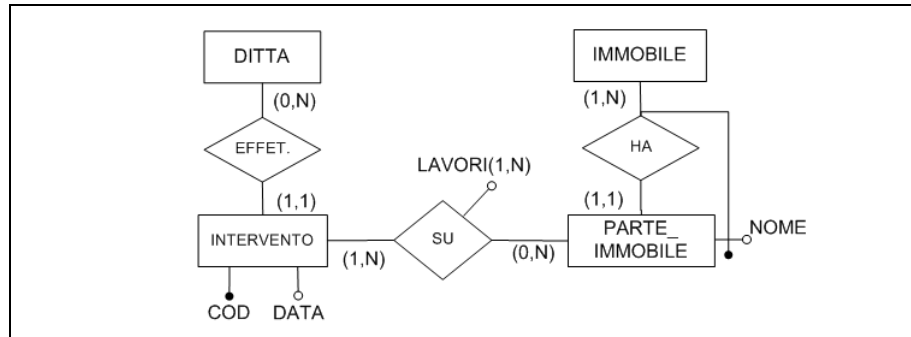 DITTA
IMMOBILE
(0,N)
(1,N)
EFFET.
HA
LAVORI(1,N)
(1,1)
(1,1)
INTERVENTO
SU
PARTE_
IMMOBILE
NOME
(1,N)
(0,N)
COD
DATA